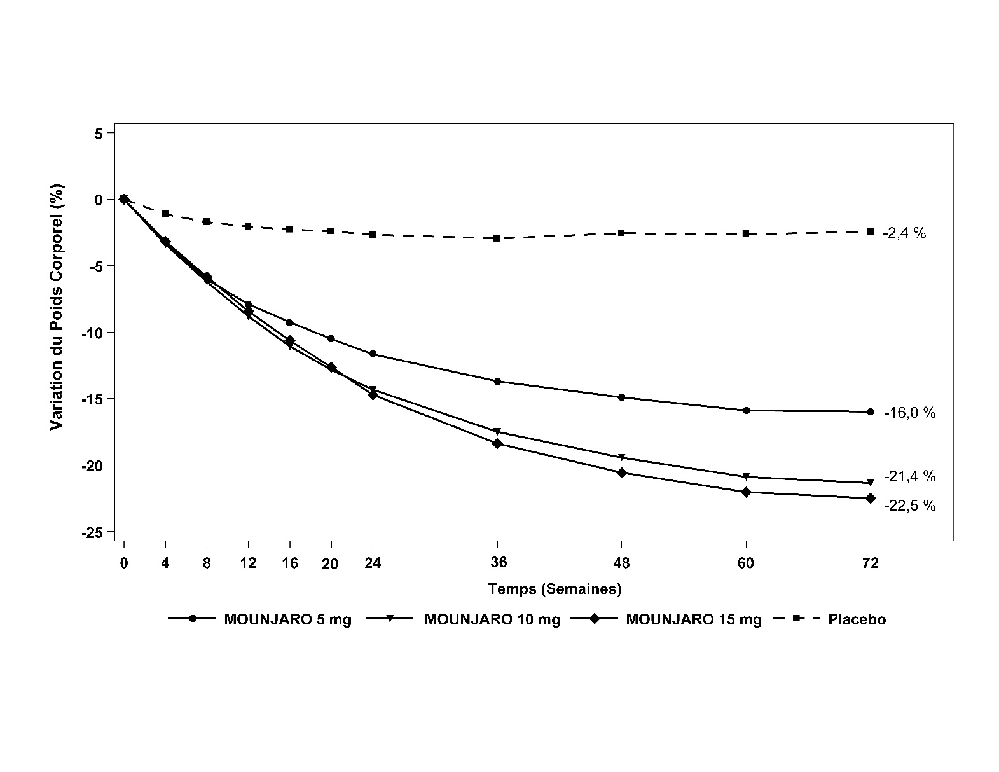 Variation du Poids Corporel (%)
5
0
-5
-10
-15
-20
-25
-2,4 %
-16,0 %
-21,4 %
-22,5 %
0 4 8 12 16 20 24 36 48 60 72
Temps (Semaines)
MOUNJARO 5 mg MOUNJARO 10 mg MOUNJARO 15 mg Placebo